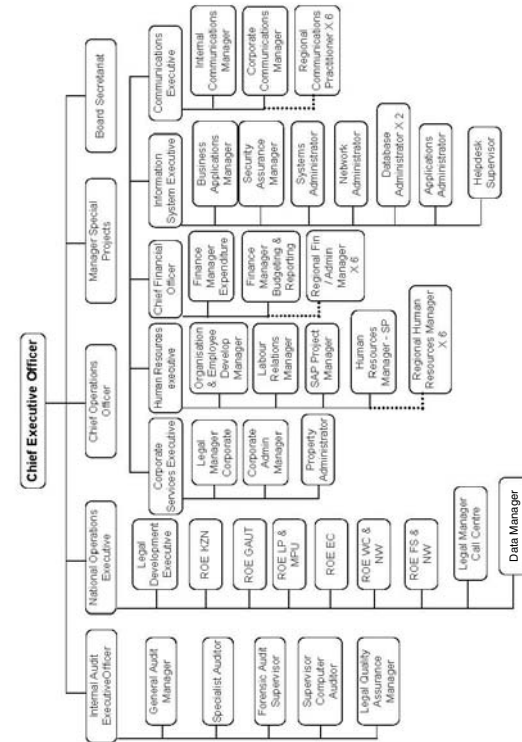 Chief Executive Officer
Internal Audit
ExecutiveOfficer
National Operations
Executive
Chief Operations
Officer
Manager Special
Projects
Board Secretariat
General Audit
Manager
Specialist Auditor
Forensic Audit
Supervisor
Supervisor
Computer
Auditor
Legal Quality
Assurance
Manager
Legal
Development
Executive
ROE KZN
ROE GAUT
ROE LP &
MPU
ROE EC
ROE WC &
NW
ROE FS &
NW
Legal Manager
Call Centre
Data Manager
Corporate
Services Executive
Legal
Manager
Corporate
Corporate
Admin
Manager
Property
Administrator
Human Resources
executive
Organisation
& Employee
Develop
Manager
Labour
Relations
Manager
SAP Project
Manager
Human
Resources
Manager - SP
Regional Human
Resources Manager
X 6
Chief Financial
Officer
Finance
Manager
Expenditure
Finance
Manager
Budgeting &
Reporting
Regional Fin
/ Admin
Manager
X 6
Information
System Executive
Business
Applications
Manager
Security
Assurance
Manager
Systems
Administrator
Network
Administrator
Database
Administrator X 2
Applications
Administrator
Helpdesk
Supervisor
Communications
Executive
Internal
Communications
Manager
Corporate
Communications
Manager
Regional
Communications
Practitioner X 6